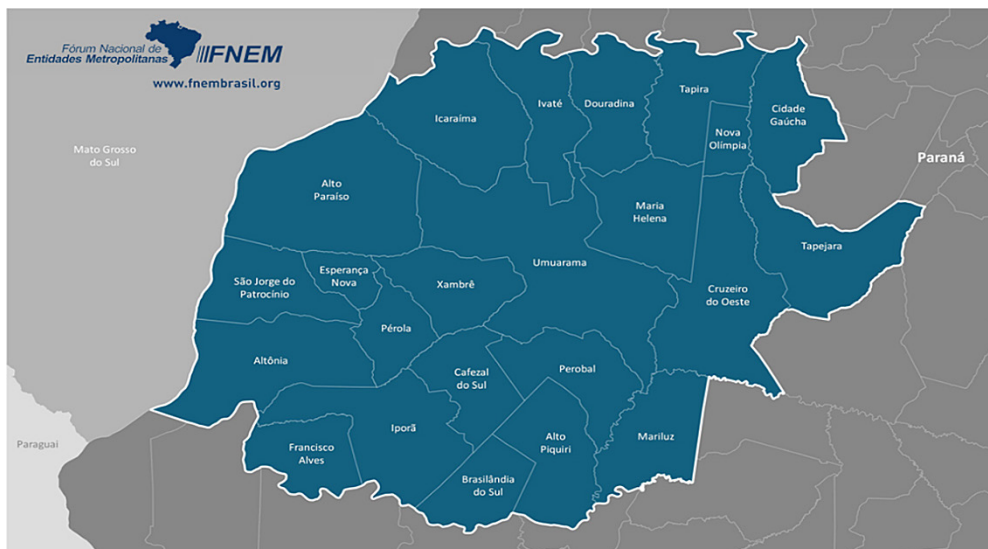 Fórum Nacional de
Entidades Metropolitanas
FNEM
www.fnembrasil.org
Mato Grosso
do Sul
Paraná
Paraguai
Icaraíma
Ivaté
Douradina
Tapira
Cidade
Gaúcha
Nova
Olímpia
Alto
Paraíso
Maria
Helena
Tapejara
Umuarama
São Jorge do
Patrocínio
Esperança
Nova
Xambrê
Cruzeiro
do Oeste
Pérola
Altônia
Cafezal
do Sul
Perobal
Iporã
Alto
Piquiri
Mariluz
Francisco
Alves
Brasilândia
do Sul